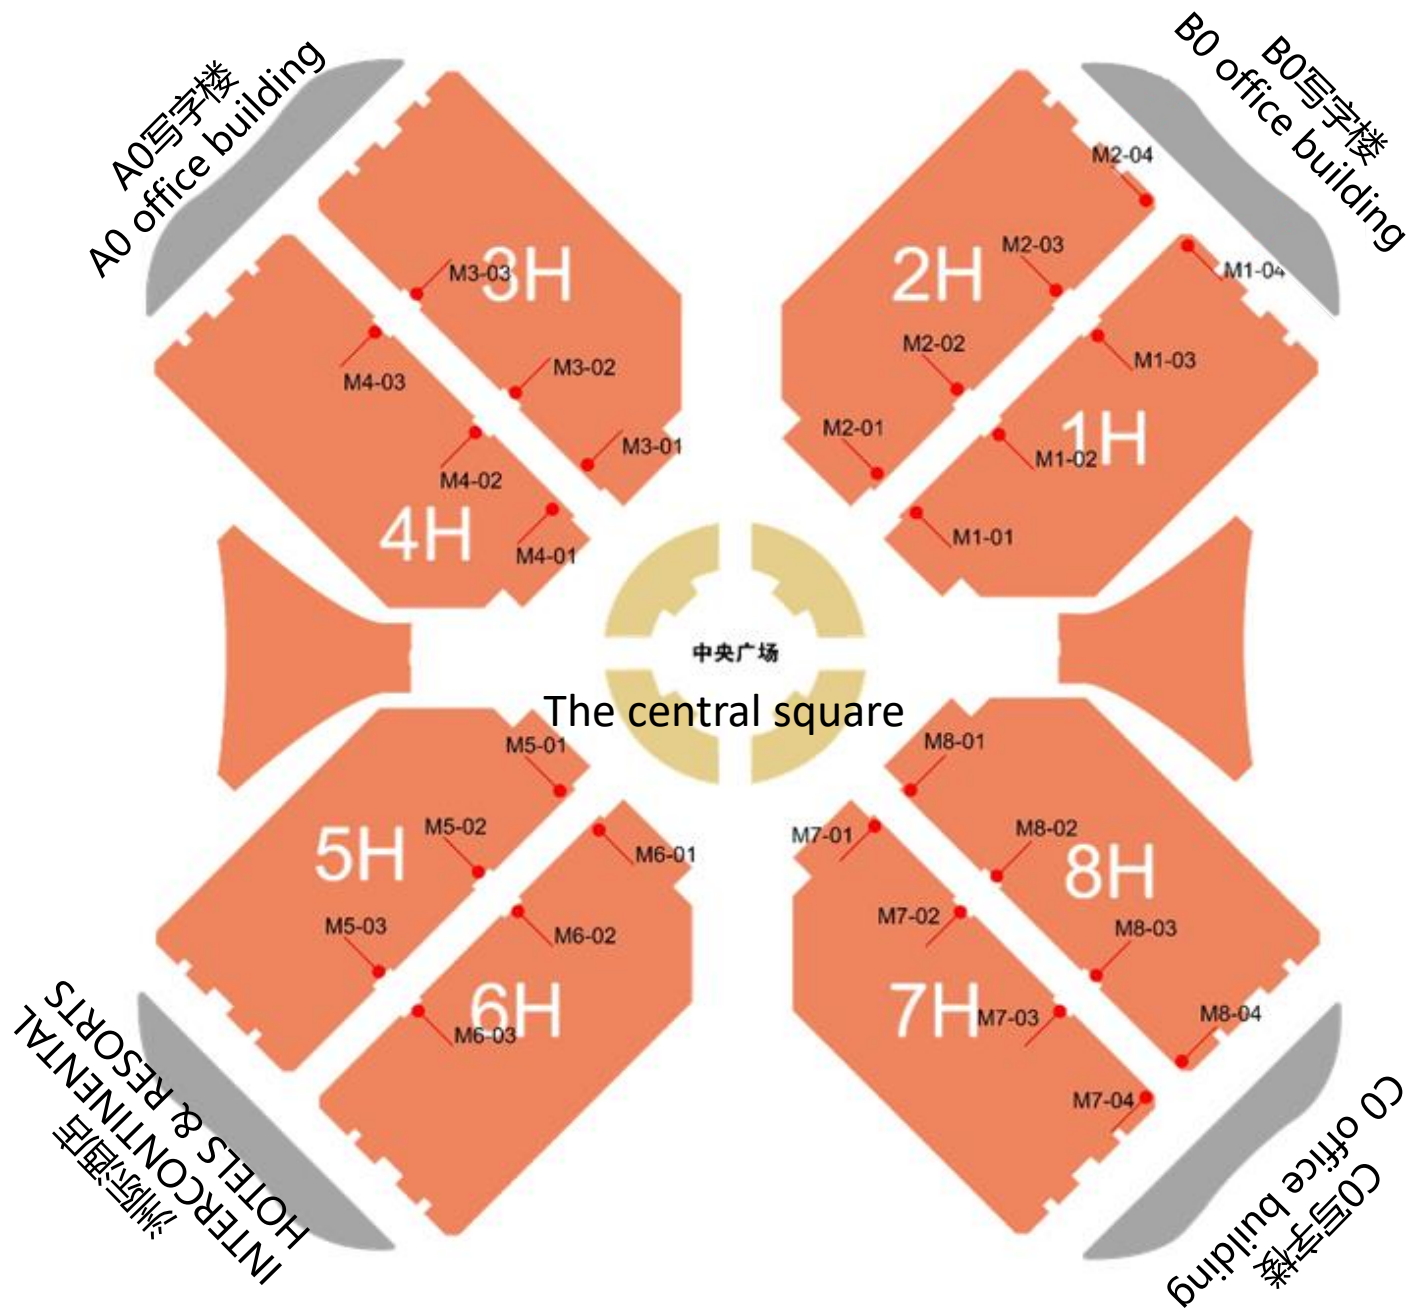 A0写字楼
A0 office building
B0写字楼
B0 office building
M2-04
3H
M3-03
2H
M2-03
M1-04
M4-03
M3-02
M2-02
M1-03
M3-01
M2-01
1H
M1-02
M4-02
4H
M4-01
M1-01
中央广场
The central square
M5-01
M8-01
5H
M5-02
M6-01
M7-01
M8-02
8H
M5-03
M6-02
M7-02
M8-03
6H
M6-03
7H
M7-03
M8-04
M7-04
洲际酒店
INTERCONTINENTAL
HOTELS & RESORTS
C0 office building
C0写字楼